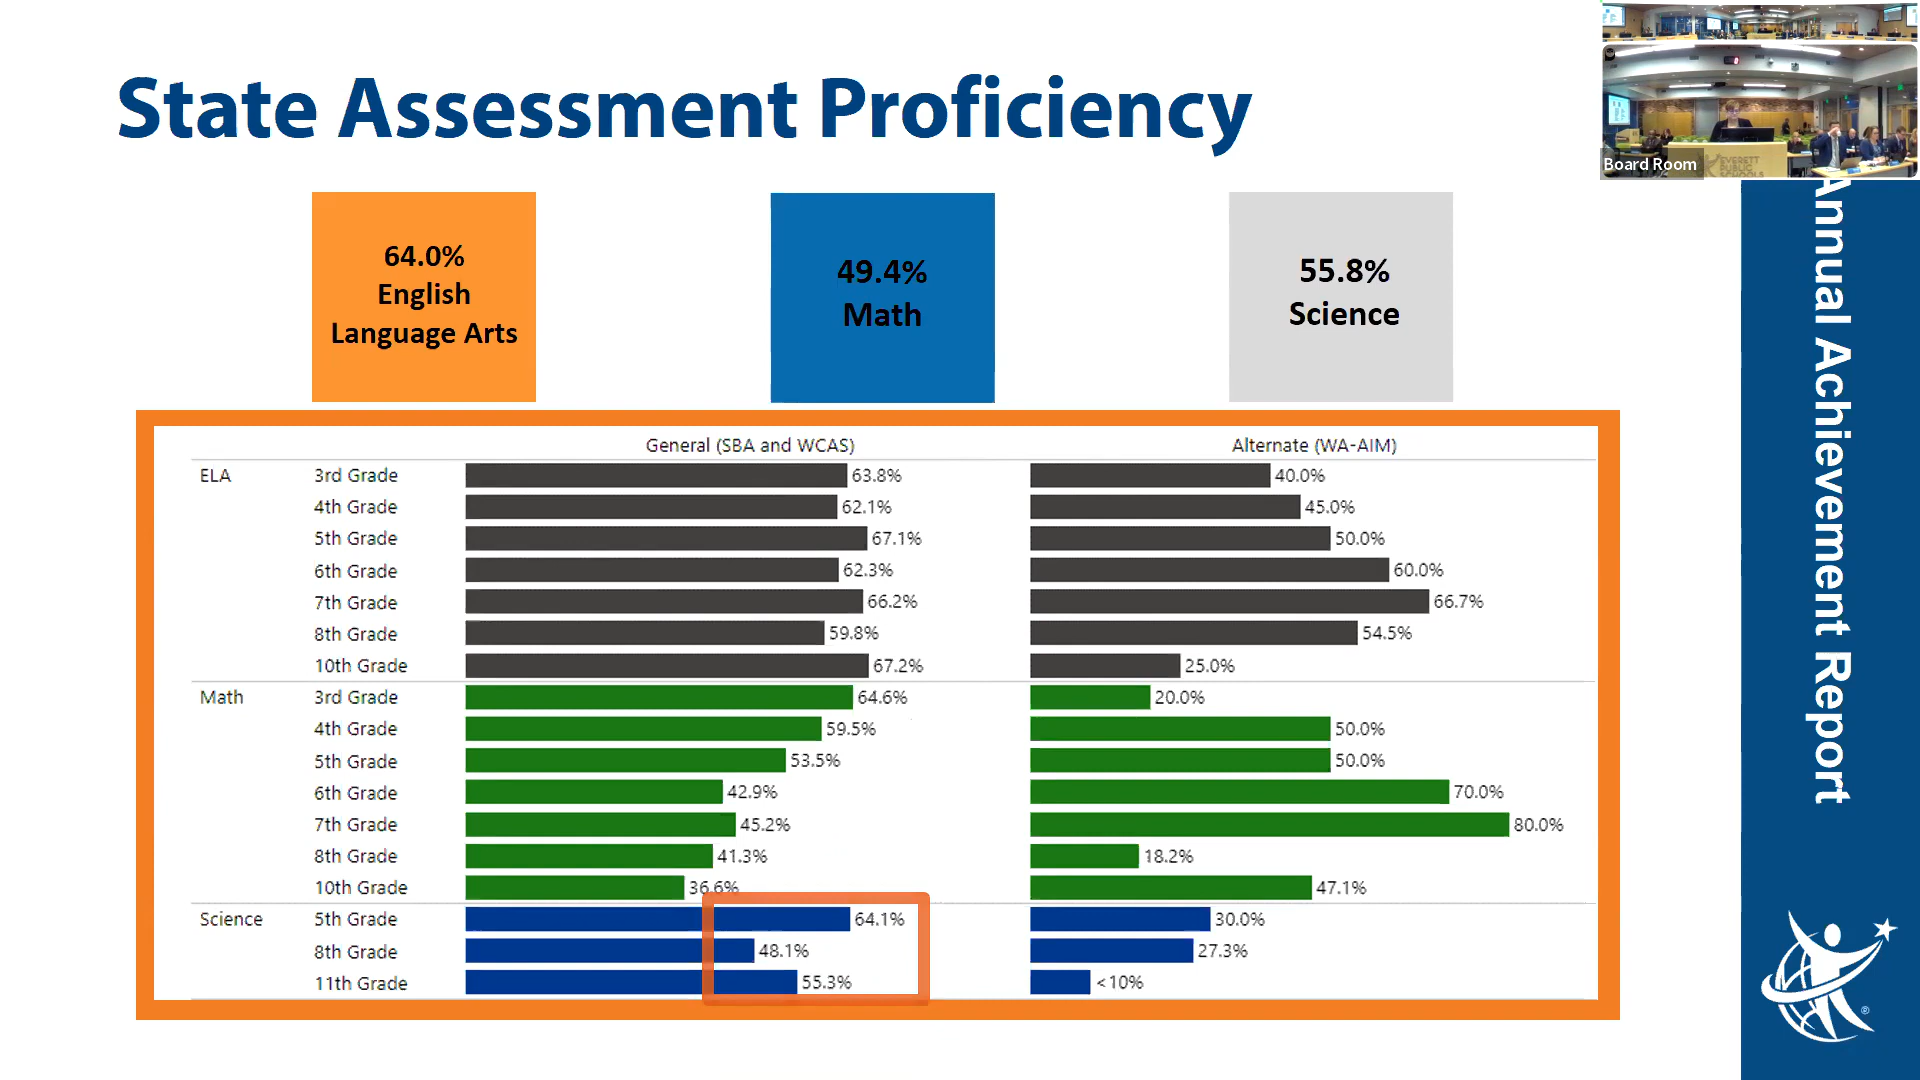 State Assessment Proficiency
Board Room
EVERETT
PUBLIC
SCHOOLS
64.0%
English
Language Arts
49.4%
Math
55.8%
Science
General (SBA and WCAS) Alternate (WA-AIM)
ELA 3rd Grade 63.8% 40.0%
4th Grade 62.1% 45.0%
5th Grade 67.1% 50.0%
6th Grade 62.3% 60.0%
7th Grade 66.2% 66.7%
8th Grade 59.8% 54.5%
10th Grade 67.2% 25.0%
Math 3rd Grade 64.6% 20.0%
4th Grade 59.5% 50.0%
5th Grade 53.5% 50.0%
6th Grade 42.9% 70.0%
7th Grade 45.2% 80.0%
8th Grade 41.3% 18.2%
10th Grade 36.6% 47.1%
Science 5th Grade 64.1% 30.0%
8th Grade 48.1% 27.3%
11th Grade 55.3% <10%
Annual Achievement Report
®